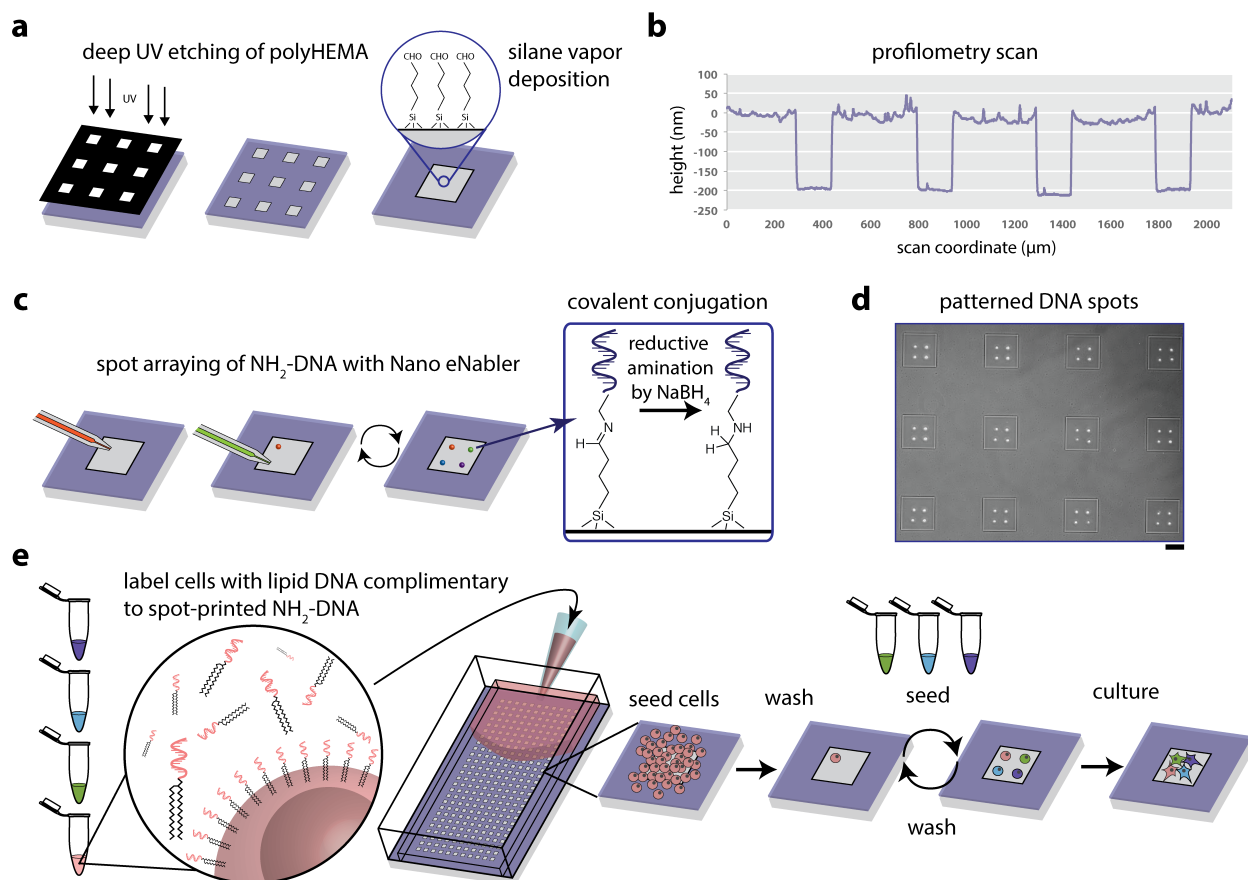 a
deep UV etching of polyHEMA
UV
CHO CHO CHO
Si Si Si
silane vapor
deposition
b
profilometry scan
height (nm)
100
50
0
-50
-100
-150
-200
-250
0 200 400 600 800 1000 1200 1400 1600 1800 2000
scan coordinate (μm)
c
spot arraying of NH2-DNA with Nano eNabler
covalent conjugation
reductive
amination
by NaBH4
N
H
Si
NH
H
C
H
Si
d
patterned DNA spots
e
label cells with lipid DNA complimentary
to spot-printed NH2-DNA
seed cells
wash
seed
wash
culture